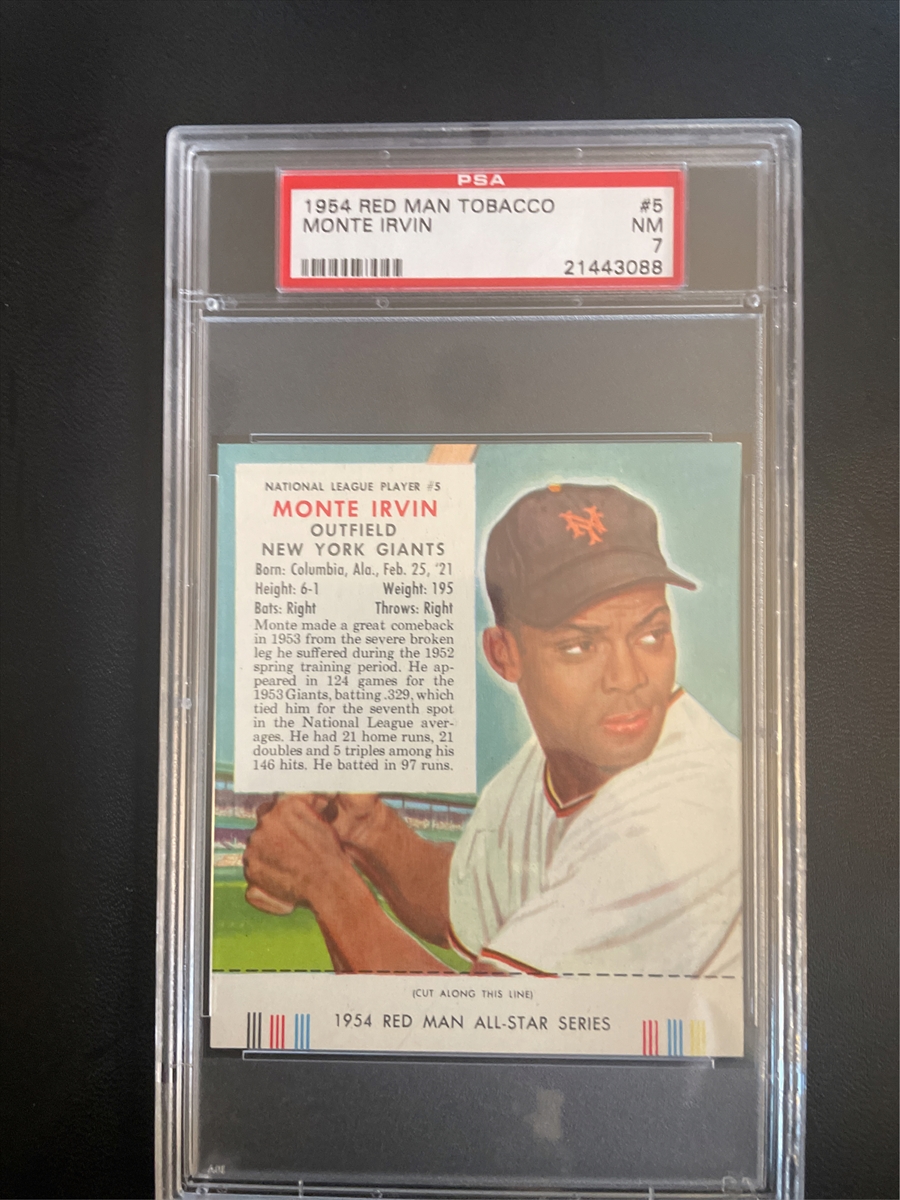 PSA
1954 RED MAN TOBACCO #5
MONTE IRVIN NM
7
21443088
NATIONAL LEAGUE PLAYER #5
MONTE IRVIN
OUTFIELD
NEW YORK GIANTS
Born: Columbia, Ala., Feb. 25, '21
Height: 6-1 Weight: 195
Bats: Right Throws: Right
Monte made a great comeback
in 1953 from the severe broken
leg he suffered during the 1952
spring training period. He ap-
peared in 124 games for the
1953 Giants, batting .329, which
tied him for the seventh spot
in the National League aver-
ages. He had 21 home runs, 21
doubles and 5 triples among his
146 hits. He batted in 97 runs.
NY
(CUT ALONG THIS LINE)
1954 RED MAN ALL-STAR SERIES